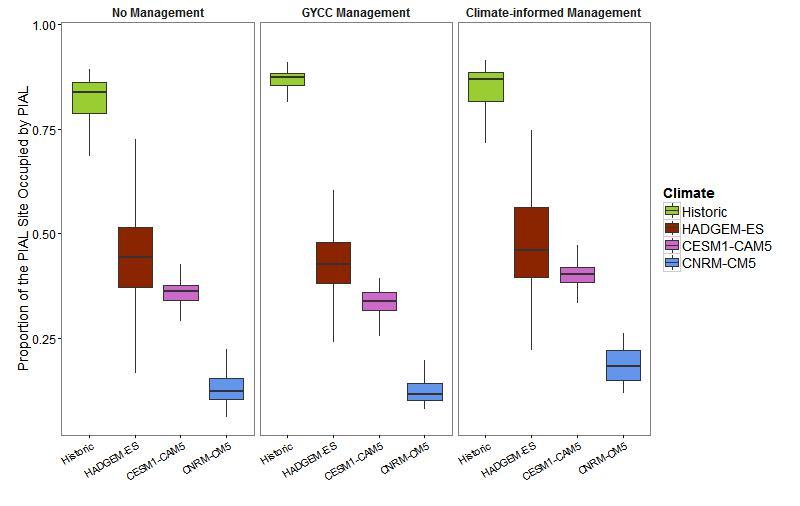 No Management GYCC Management Climate-informed Management
Proportion of the PIAL Site Occupied by PIAL
1.00
0.75
0.50
0.25
Historic HADGEM-ES CESM1-CAM5 CNRM-CM5 Historic HADGEM-ES CESM1-CAM5 CNRM-CM5 Historic HADGEM-ES CESM1-CAM5 CNRM-CM5
Climate
Historic
HADGEM-ES
CESM1-CAM5
CNRM-CM5